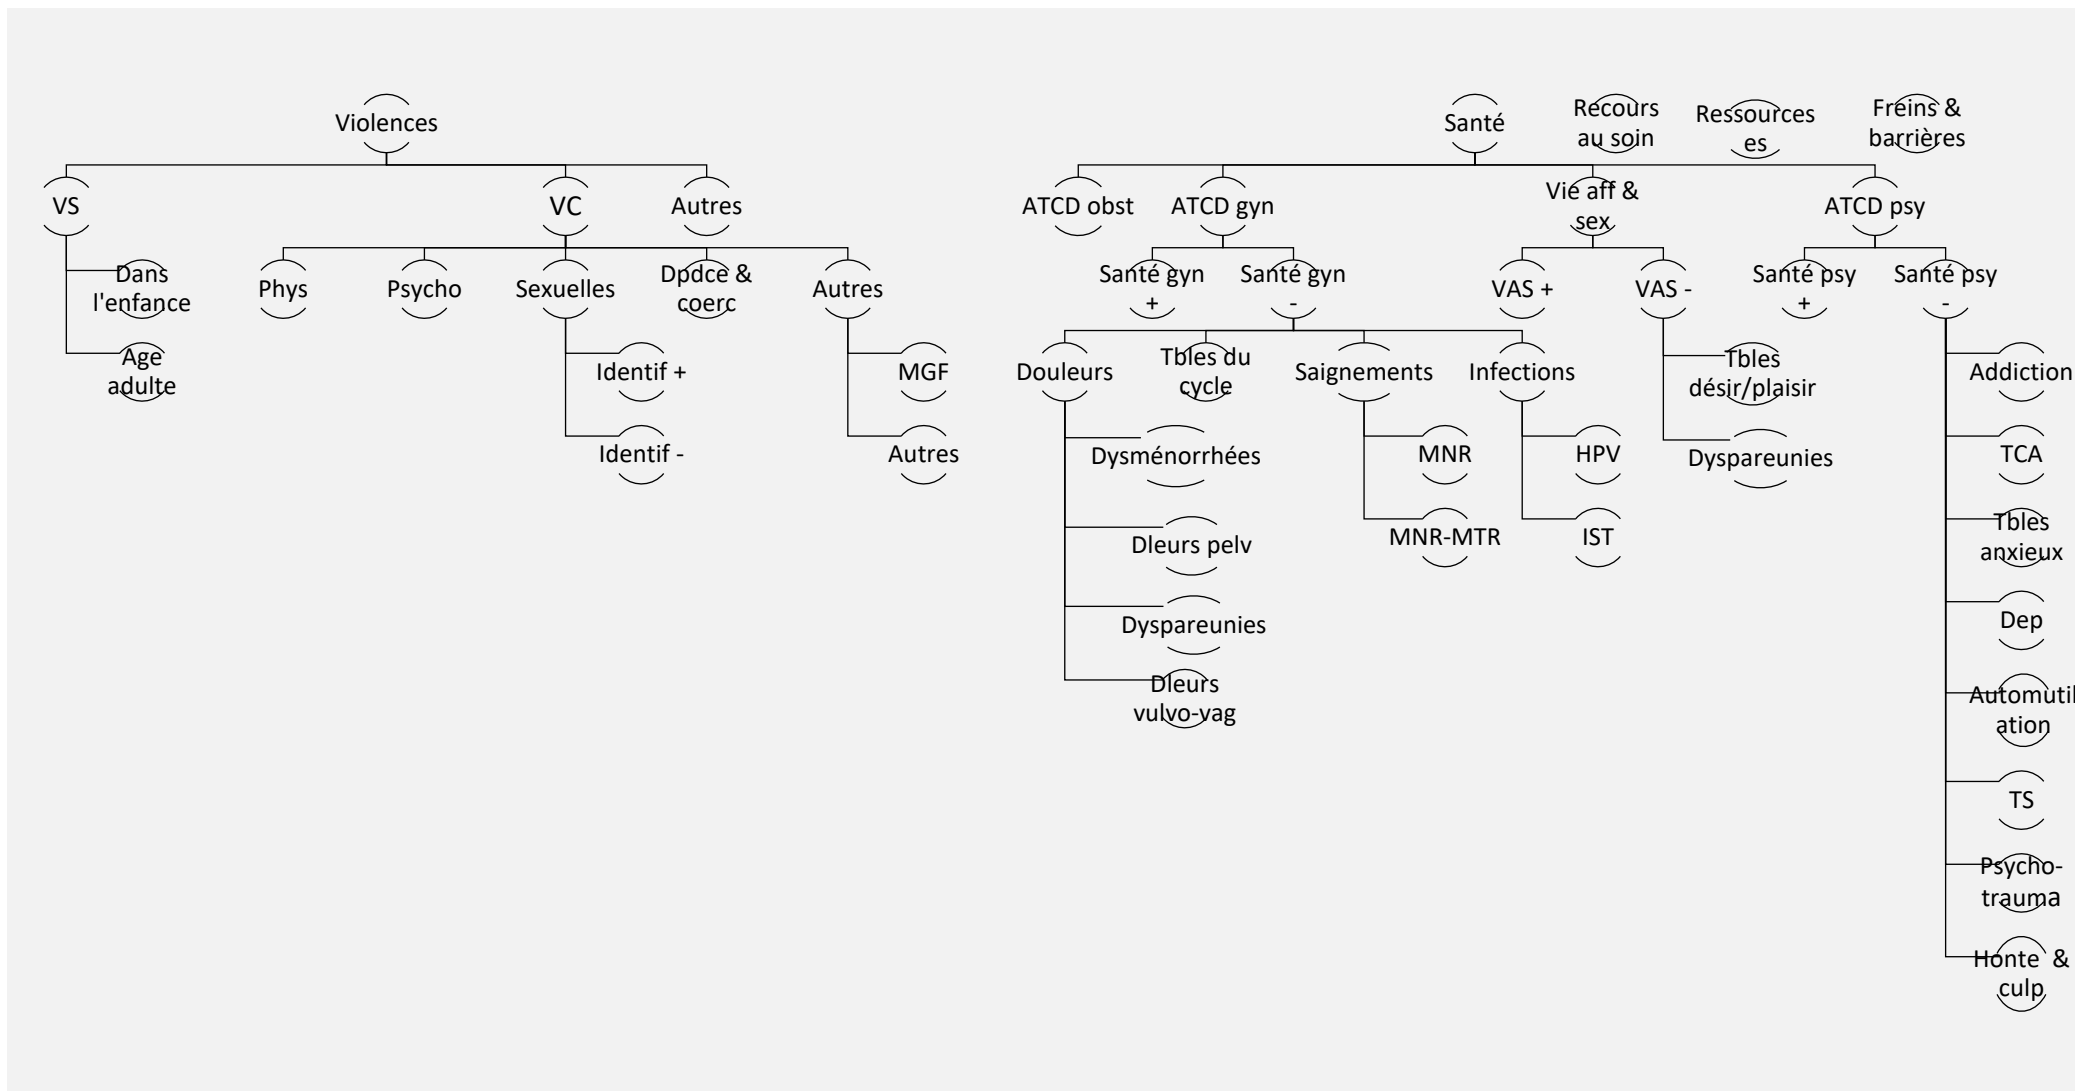 Violences
VS
Dans
l'enfance
Age
adulte
VC
Phys
Psycho
Sexuelles
Identif +
Identif -
Dpdce &
coerc
Autres
MGF
Autres
Autres
Santé
ATCD obst
ATCD gyn
Santé gyn
+
Santé gyn
-
Douleurs
Dysménorrhées
Dleurs pelv
Dyspareunies
Dleurs
vulvo-vag
Tbles du
cycle
Saignements
MNR
MNR-MTR
Infections
HPV
IST
Vie aff &
sex
VAS +
VAS -
Tbles
désir/plaisir
Dyspareunies
ATCD psy
Santé psy
+
Santé psy
-
Addiction
TCA
Tbles
anxieux
Dep
Automutil
ation
TS
Psycho-
trauma
Honte & 
culp
Recours
au soin
Ressources
es
Freins &
barrières